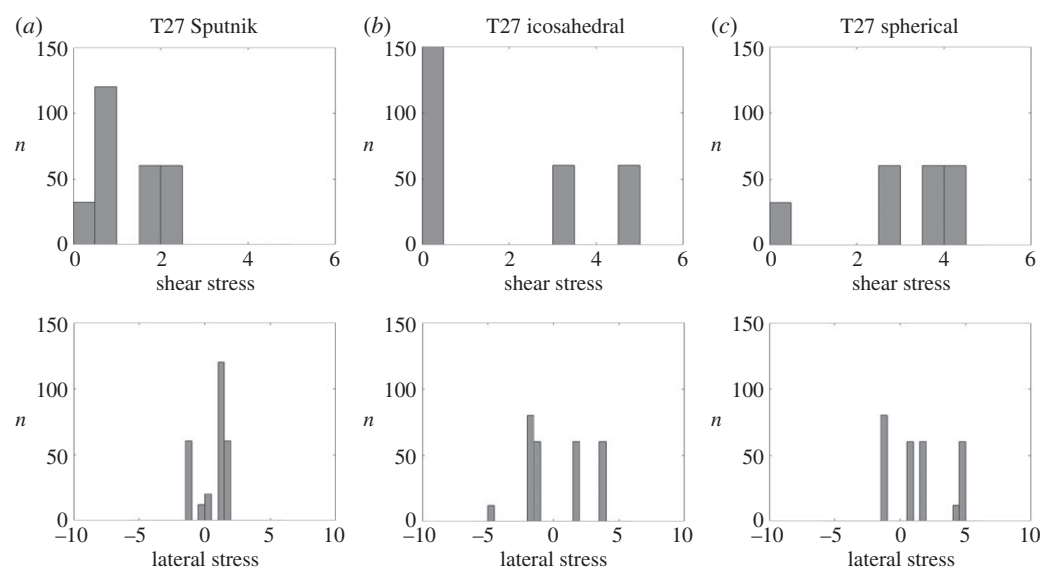 (a) T27 Sputnik
150
100
n
50
0
0 2 4 6
shear stress
(b) T27 icosahedral
150
100
n
50
0
0 2 4 6
shear stress
(c) T27 spherical
150
100
n
50
0
0 2 4 6
shear stress
150
100
n
50
0
−10 −5 0 5 10
lateral stress
150
100
n
50
0
−10 −5 0 5 10
lateral stress
150
100
n
50
0
−10 −5 0 5 10
lateral stress